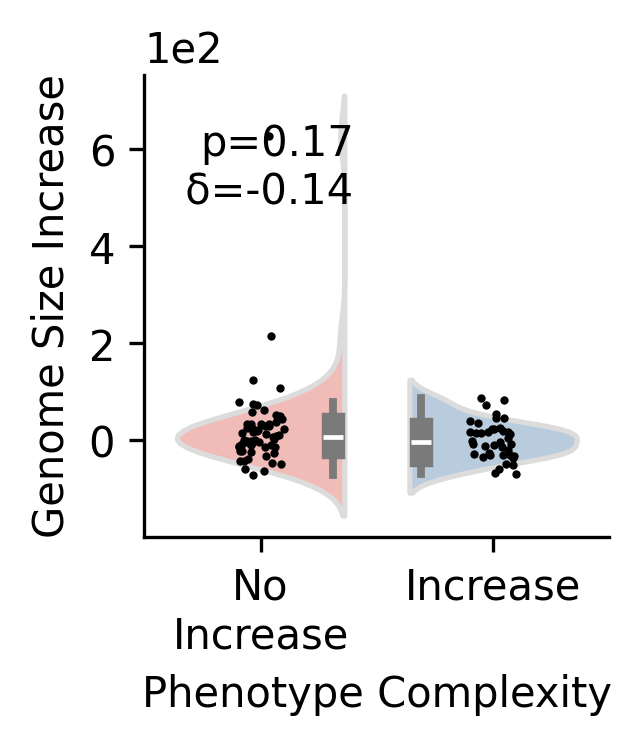 1e2
Genome Size Increase
6
4
2
0
p=0.17
δ=-0.14
No
Increase
Increase
Phenotype Complexity